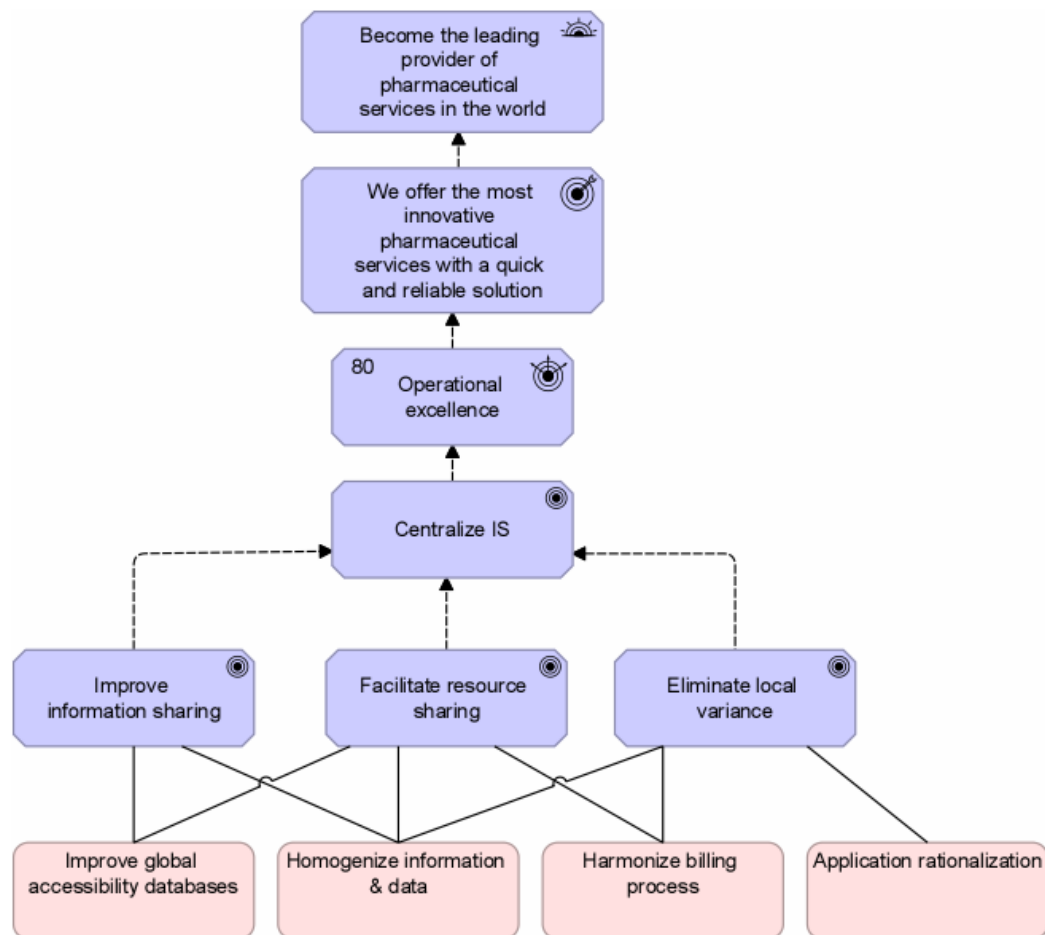 Become the leading
provider of
pharmaceutical
services in the world
We offer the most
innovative
pharmaceutical
services with a quick
and reliable solution
80
Operational
excellence
Centralize IS
Improve
information sharing
Facilitate resource
sharing
Eliminate local
variance
Improve global
accessibility databases
Homogenize information
& data
Harmonize billing
process
Application rationalization